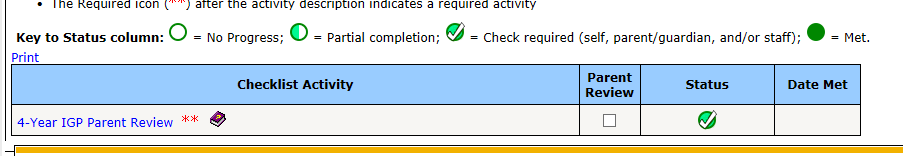 • The Required icon (**) after the activity description indicates a required activity
Key to Status column: = No Progress; = Partial completion; = Check required (self, parent/guardian, and/or staff); = Met.
Print
Checklist Activity Parent Review Status Date Met
4-Year IGP Parent Review **